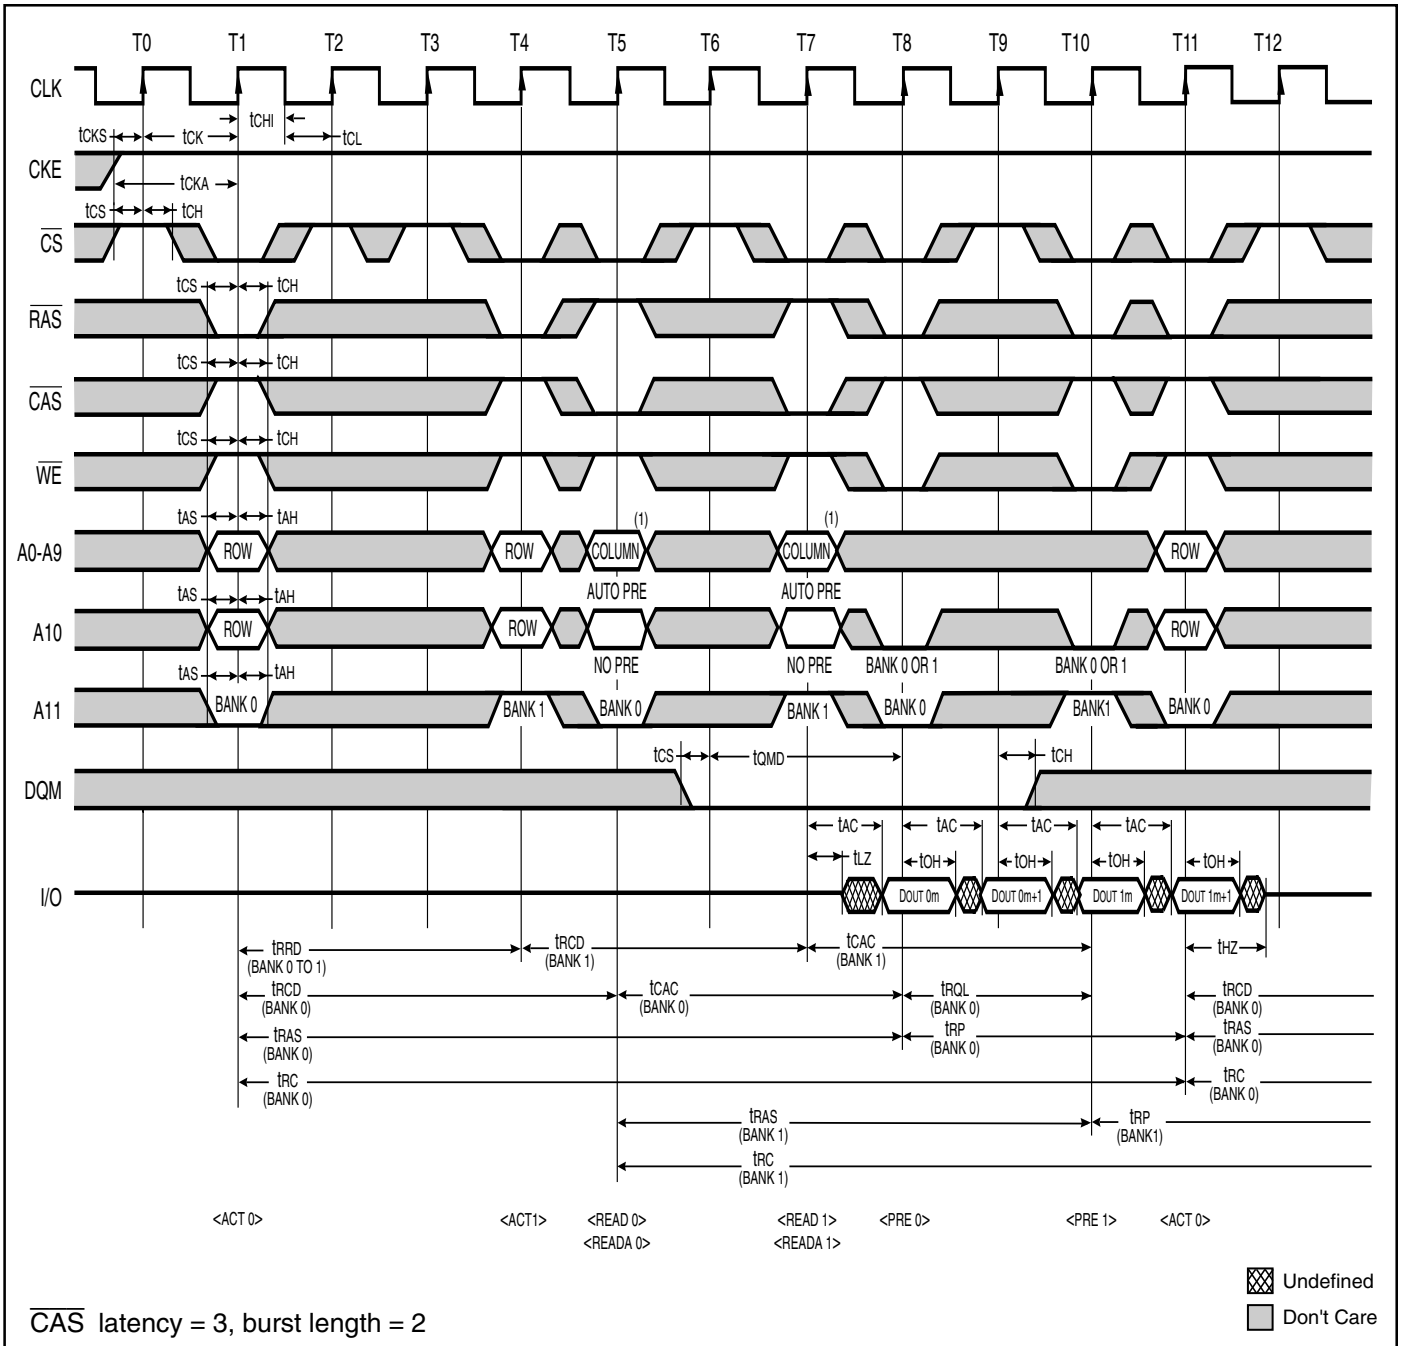 T0 T1 T2 T3 T4 T5 T6 T7 T8 T9 T10 T11 T12
CLK
tCHI
tCKS tCK tCL
CKE
tCKA
tCS tCH
CS
tCS tCH
RAS
tCS tCH
CAS
tCS tCH
WE
tAS tAH (1) (1)
A0-A9 ROW ROW COLUMN COLUMN ROW
tAS tAH AUTO PRE AUTO PRE
A10 ROW ROW ROW
tAS tAH NO PRE NO PRE BANK 0 OR 1 BANK 0 OR 1
A11 BANK 0 BANK 1 BANK 0 BANK 1 BANK 0 BANK1 BANK 0
tCS tQMD tCH
DQM
tAC tAC tAC tAC
tLZ tOH tOH tOH tOH
I/O DOUT 0m DOUT 0m+1 DOUT 1m DOUT 1m+1
tRRD tRCD tCAC tHZ
(BANK 0 TO 1) (BANK 1) (BANK 1)
tRCD tCAC tRQL tRCD
(BANK 0) (BANK 0) (BANK 0) (BANK 0)
tRAS tRP tRAS
(BANK 0) (BANK 0) (BANK 0)
tRC tRC
(BANK 0) (BANK 0)
tRAS tRP
(BANK 1) (BANK1)
tRC
(BANK 1)
<ACT 0> <ACT1> <READ 0> <READ 1> <PRE 0> <PRE 1> <ACT 0>
<READA 0> <READA 1>
Undefined
Don't Care
CAS latency = 3, burst length = 2